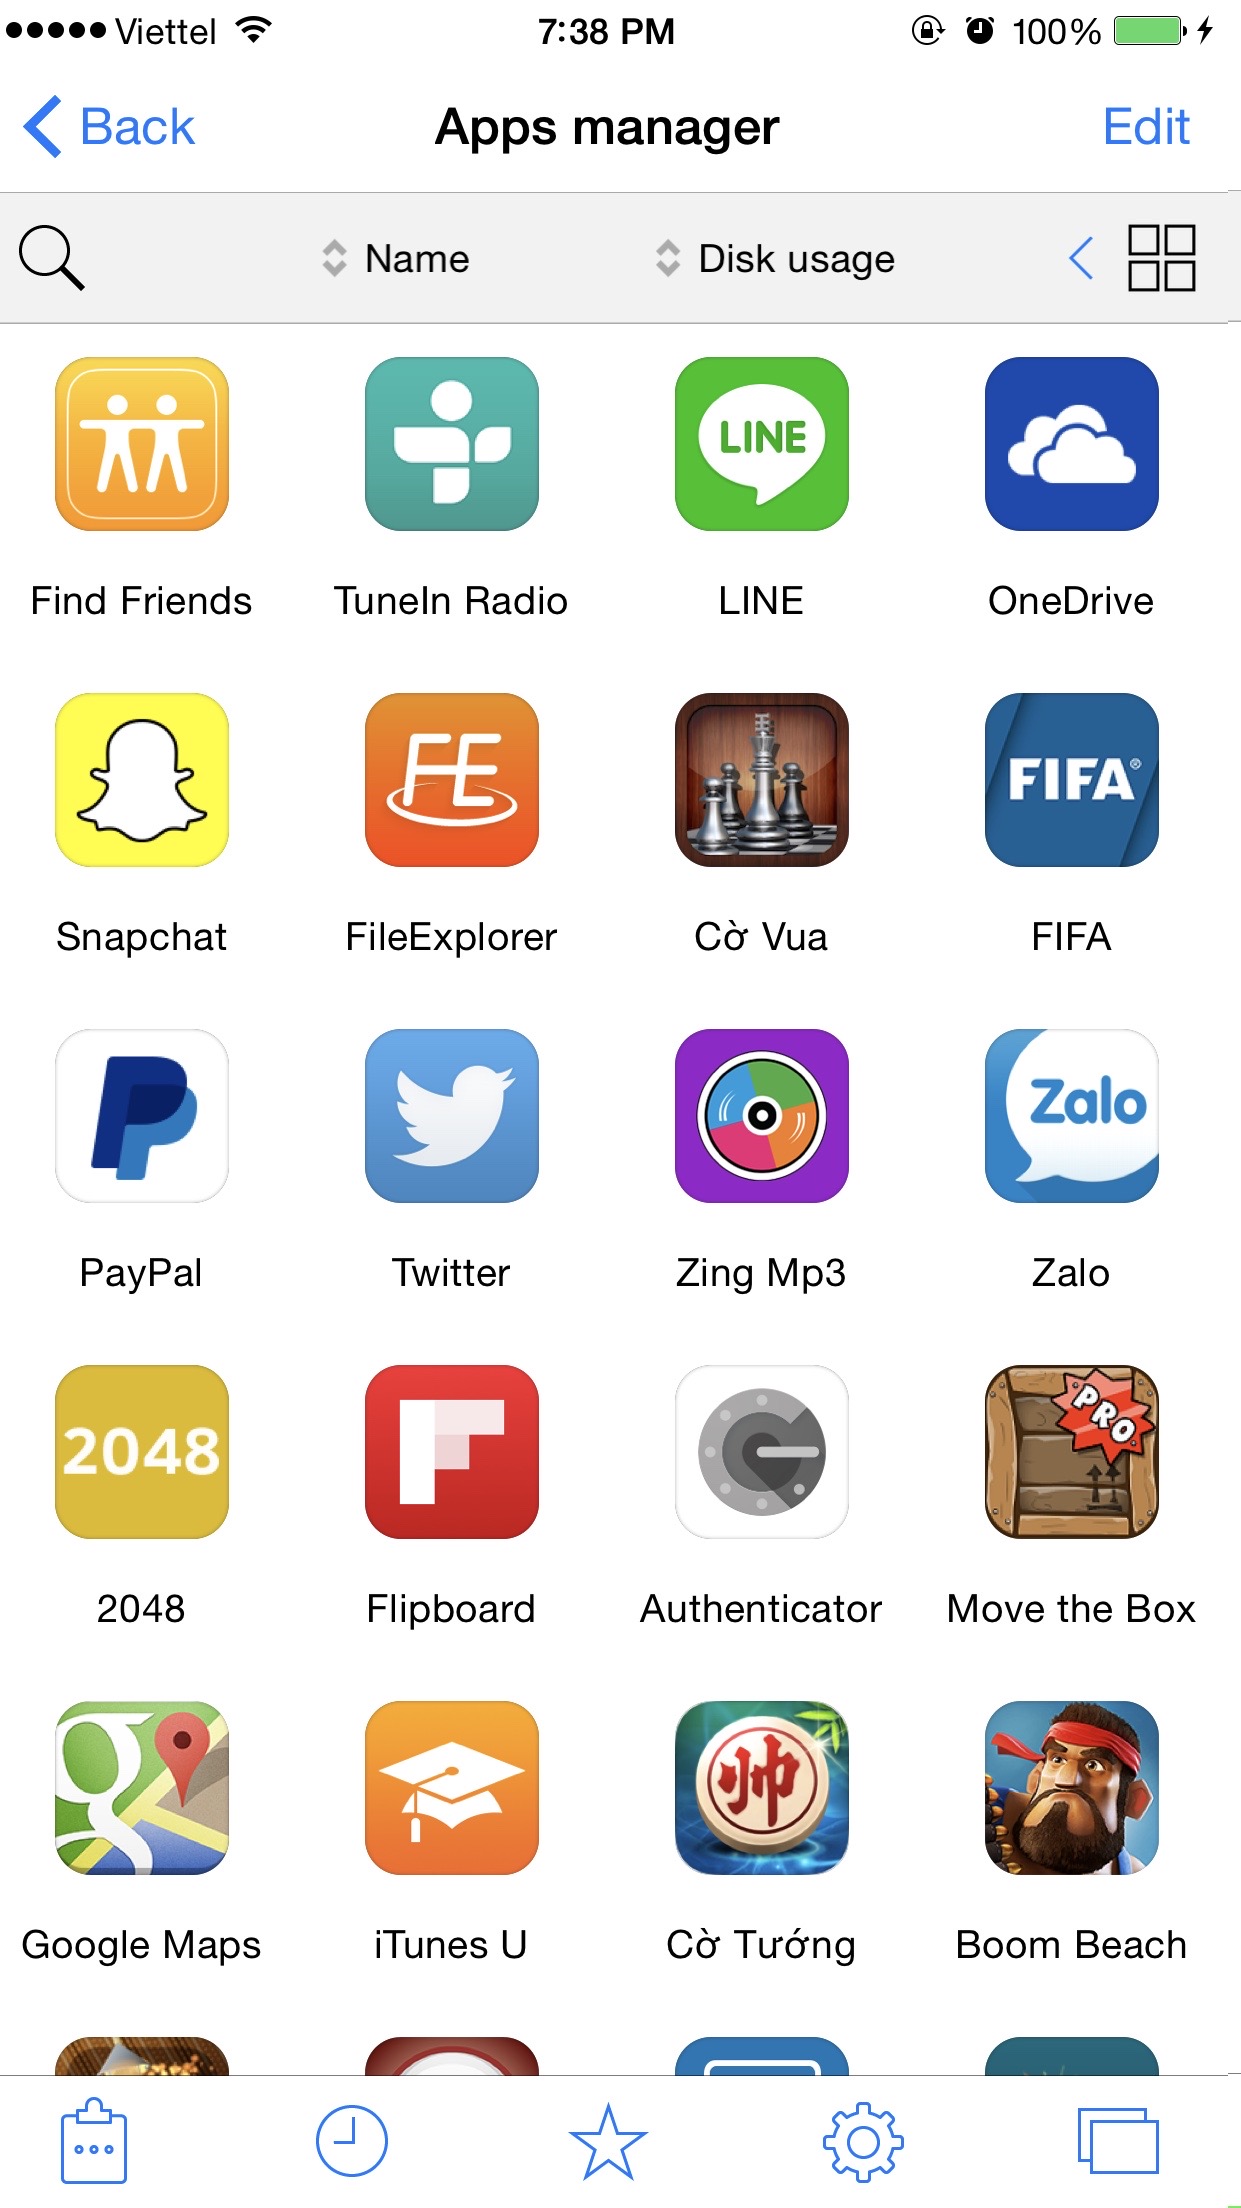 Viettel 7:38 PM 100%
Back Apps manager Edit
Name Disk usage
LINE
Find Friends TuneIn Radio LINE OneDrive
FE FIFA®
Snapchat FileExplorer Cờ Vua FIFA
Zalo
PayPal Twitter Zing Mp3 Zalo
2048 PRO
2048 Flipboard Authenticator Move the Box
g 帅
Google Maps iTunes U Cờ Tướng Boom Beach